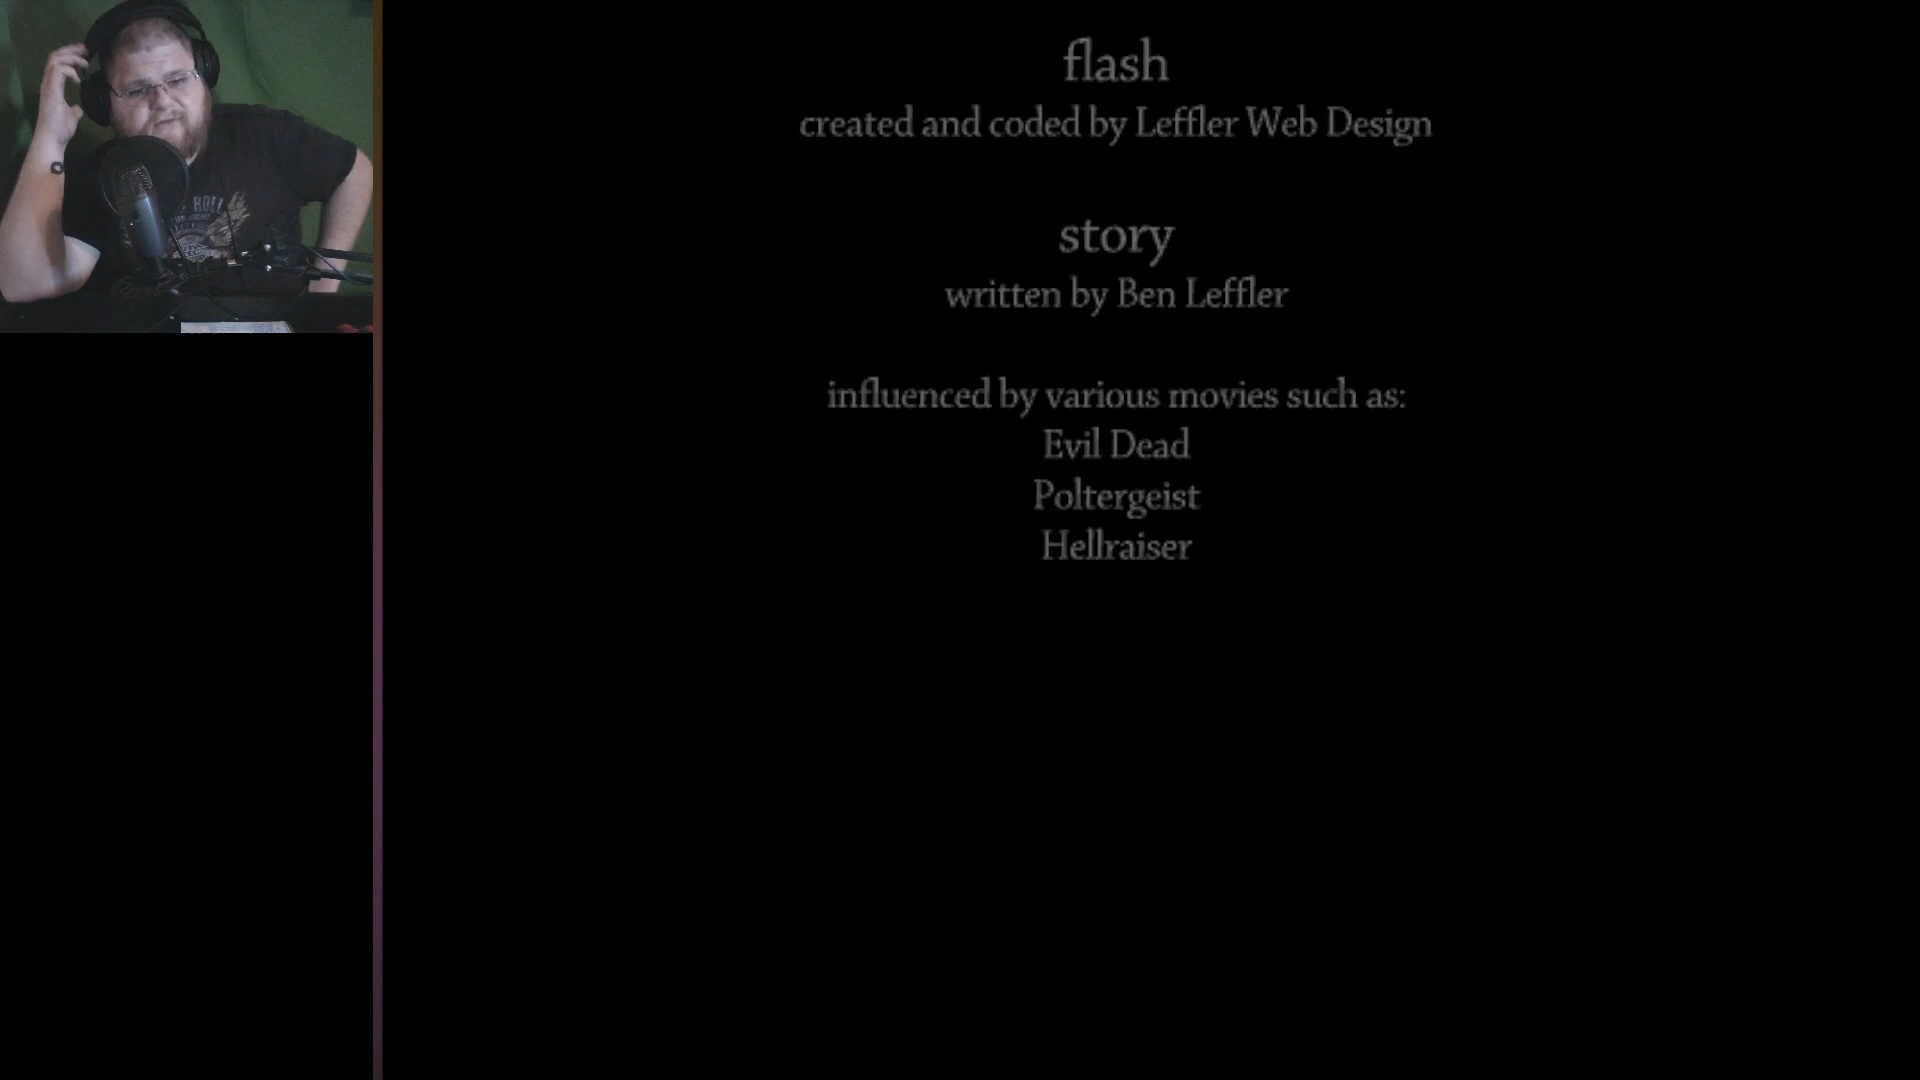 flash
created and coded by Leffler Web Design
story
written by Ben Leffler
influenced by various movies such as:
Evil Dead
Poltergeist
Hellraiser
ROLL